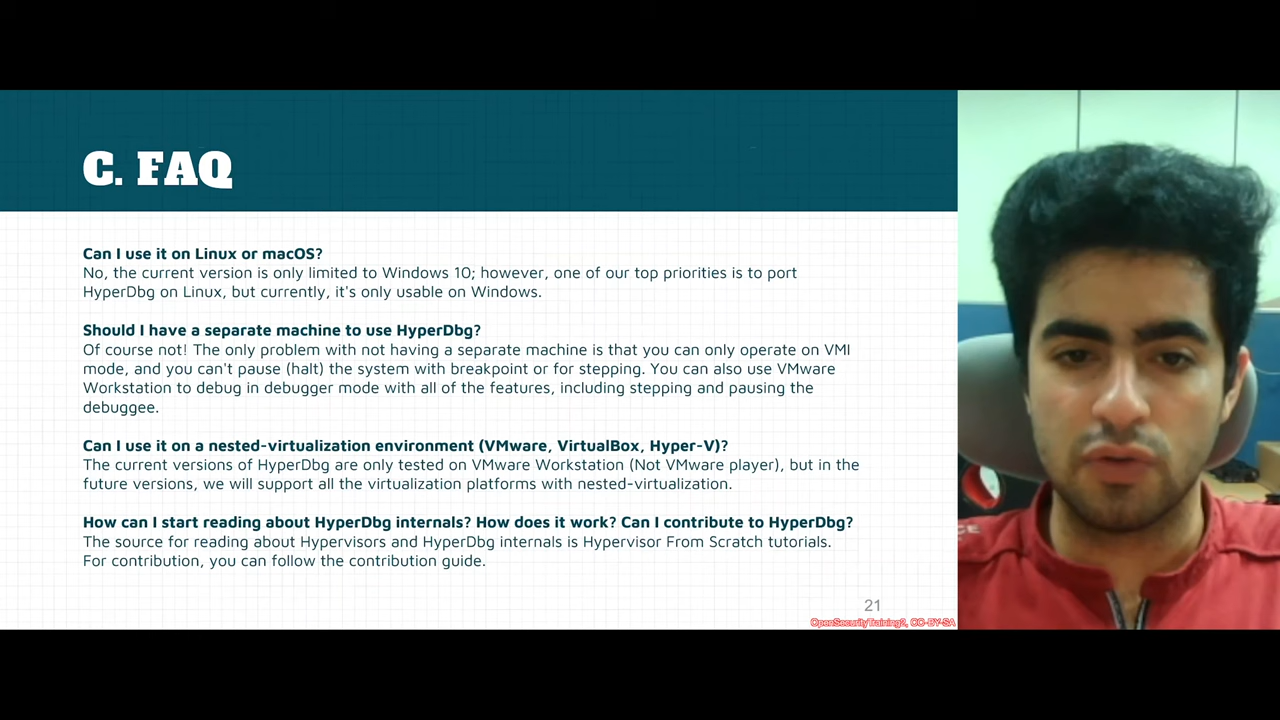 C. FAQ
Can I use it on Linux or macOS?
No, the current version is only limited to Windows 10; however, one of our top priorities is to port
HyperDbg on Linux, but currently, it's only usable on Windows.
Should I have a separate machine to use HyperDbg?
Of course not! The only problem with not having a separate machine is that you can only operate on VMI
mode, and you can't pause (halt) the system with breakpoint or for stepping. You can also use VMware
Workstation to debug in debugger mode with all of the features, including stepping and pausing the
debuggee.
Can I use it on a nested-virtualization environment (VMware, VirtualBox, Hyper-V)?
The current versions of HyperDbg are only tested on VMware Workstation (Not VMware player), but in the
future versions, we will support all the virtualization platforms with nested-virtualization.
How can I start reading about HyperDbg internals? How does it work? Can I contribute to HyperDbg?
The source for reading about Hypervisors and HyperDbg internals is Hypervisor From Scratch tutorials.
For contribution, you can follow the contribution guide.
21
OpenSecurityTraining2, CC-BY-SA